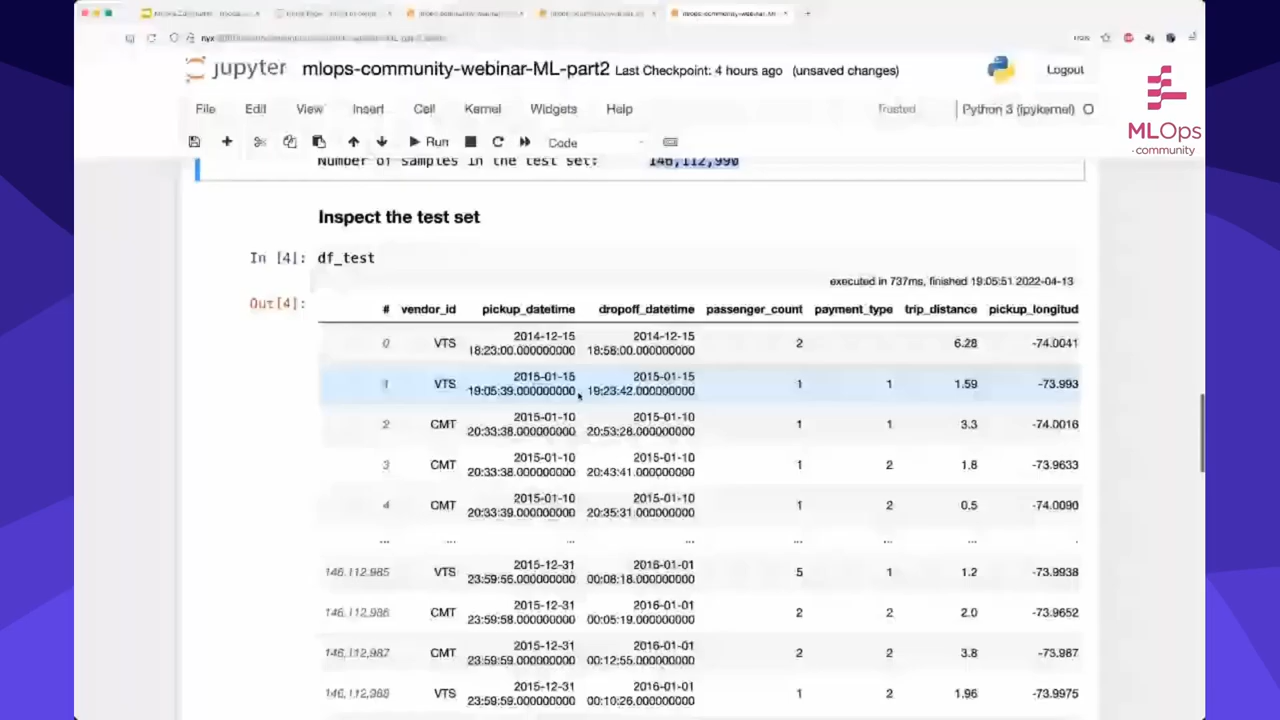 jupyter mlops-community-webinar-ML-part2 Last Checkpoint: 4 hours ago (unsaved changes) Logout
File Edit View Insert Cell Kernel Widgets Help Trusted Python 3 (ipykernel)
MLOps
community
Run Code
Number of samples in the test set: 146,112,990
Inspect the test set
In [4]: df_test
executed in 737ms, finished 19:05:51 2022-04-13
Out[4]:
# vendor_id pickup_datetime dropoff_datetime passenger_count payment_type trip_distance pickup_longitud
0 VTS 2014-12-15 18:23:00.000000000 2014-12-15 18:58:00.000000000 2 6.28 -74.0041
1 VTS 2015-01-15 19:05:39.000000000 2015-01-15 19:23:42.000000000 1 1 1.59 -73.993
2 CMT 2015-01-10 20:33:38.000000000 2015-01-10 20:53:28.000000000 1 1 3.3 -74.0016
3 CMT 2015-01-10 20:33:38.000000000 2015-01-10 20:43:41.000000000 1 2 1.8 -73.9633
4 CMT 2015-01-10 20:33:39.000000000 2015-01-10 20:35:31.000000000 1 2 0.5 -74.0090
... ... ... ... ... ... ... .
146,112,985 VTS 2015-12-31 23:59:56.000000000 2016-01-01 00:08:18.000000000 5 1 1.2 -73.9938
146,112,986 CMT 2015-12-31 23:59:58.000000000 2016-01-01 00:05:19.000000000 2 2 2.0 -73.9652
146,112,987 CMT 2015-12-31 23:59:59.000000000 2016-01-01 00:12:55.000000000 2 2 3.8 -73.987
146,112,988 VTS 2015-12-31 23:59:59.000000000 2016-01-01 00:10:26.000000000 1 2 1.96 -73.9975